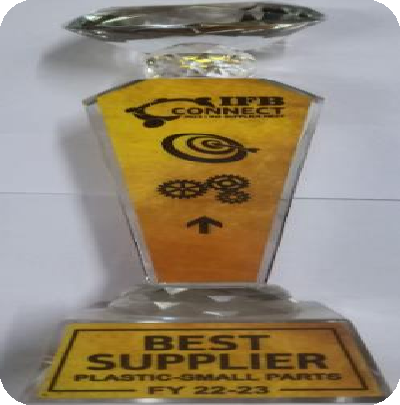 IFB
CONNECT
BEST
SUPPLIER
PLASTIC-SMALL PARTS
FY 22-23